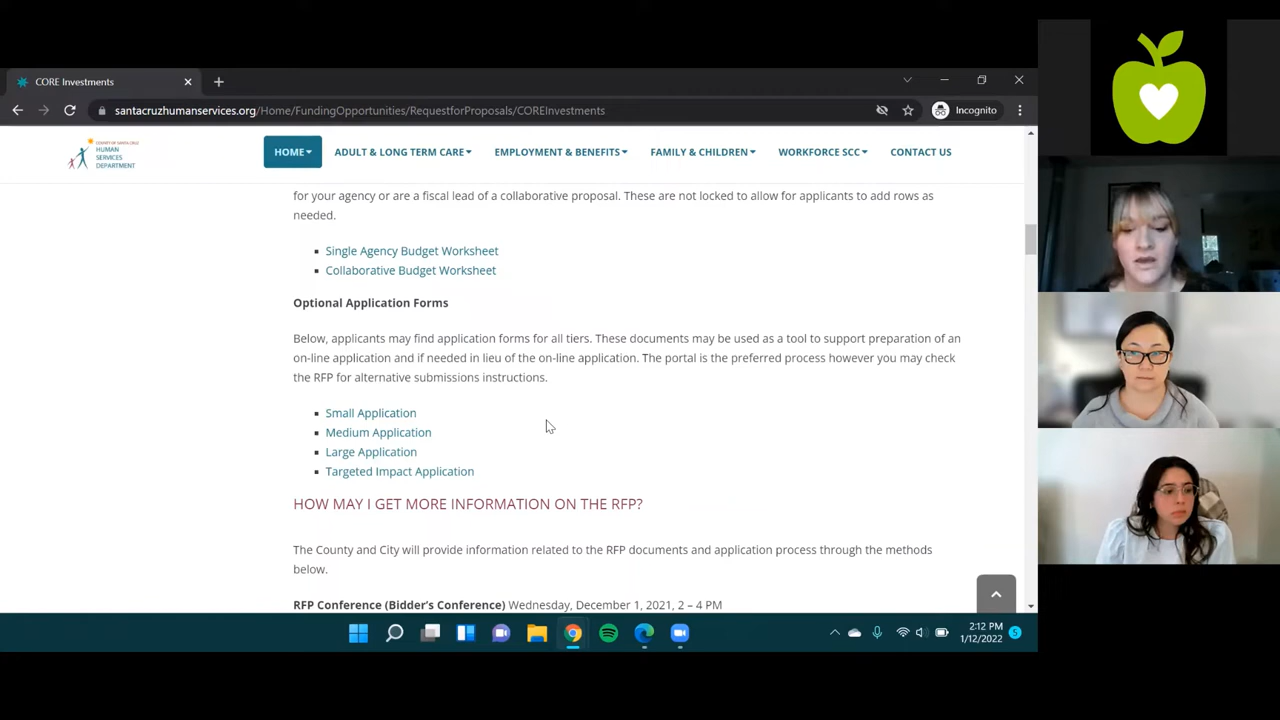 CORE Investments
santacruzhumanservices.org/Home/FundingOpportunities/RequestforProposals/COREInvestments
Incognito
COUNTY OF SANTA CRUZ
HUMAN
SERVICES
DEPARTMENT
HOME
ADULT & LONG TERM CARE
EMPLOYMENT & BENEFITS
FAMILY & CHILDREN
WORKFORCE SCC
CONTACT US
for your agency or are a fiscal lead of a collaborative proposal. These are not locked to allow for applicants to add rows as
needed.
Single Agency Budget Worksheet
Collaborative Budget Worksheet
Optional Application Forms
Below, applicants may find application forms for all tiers. These documents may be used as a tool to support preparation of an
on-line application and if needed in lieu of the on-line application. The portal is the preferred process however you may check
the RFP for alternative submissions instructions.
Small Application
Medium Application
Large Application
Targeted Impact Application
HOW MAY I GET MORE INFORMATION ON THE RFP?
The County and City will provide information related to the RFP documents and application process through the methods
below.
RFP Conference (Bidder's Conference) Wednesday, December 1, 2021, 2 – 4 PM
2:12 PM
1/12/2022
5